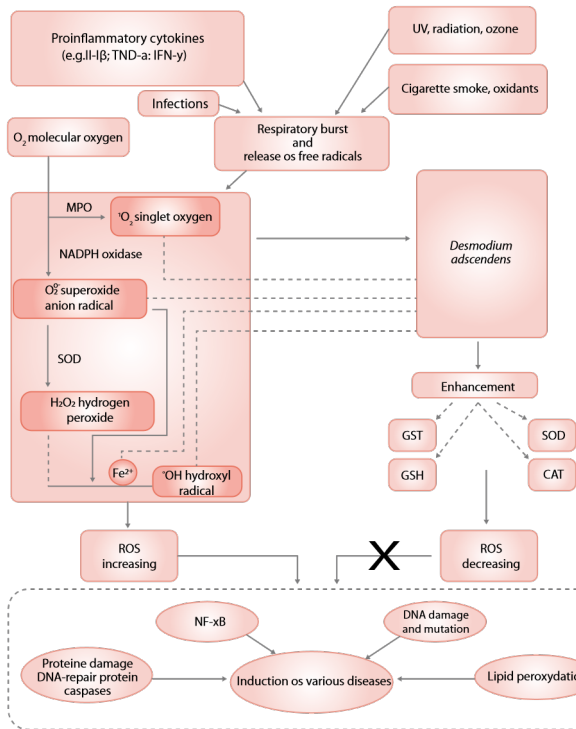 Proinflammatory cytokines
(e.g.Il-Iβ; TND-a: IFN-y)
UV, radiation, ozone
Infections
Cigarette smoke, oxidants
O2 molecular oxygen
Respiratory burst
and
release os free radicals
MPO
¹O2 singlet oxygen
NADPH oxidase
Desmodium
adscendens
superoxide
anion radical
SOD
Enhancement
H₂O₂ hydrogen
peroxide
GST
SOD
GSH
CAT
Fe²⁺
°OH hydroxyl
radical
ROS
increasing
X
ROS
decreasing
NF-xB
DNA damage
and mutation
Proteine damage
DNA-repair protein
caspases
Induction os various diseases
Lipid peroxydatio